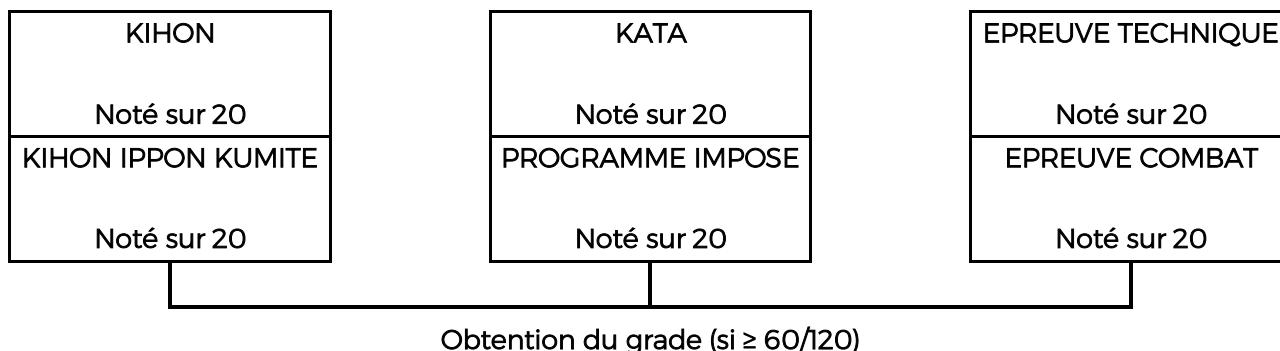 KIHON
Noté sur 20
KIHON IPPON KUMITE
Noté sur 20
KATA
Noté sur 20
PROGRAMME IMPOSE
Noté sur 20
EPREUVE TECHNIQUE
Noté sur 20
EPREUVE COMBAT
Noté sur 20
Obtention du grade (si ≥ 60/120)